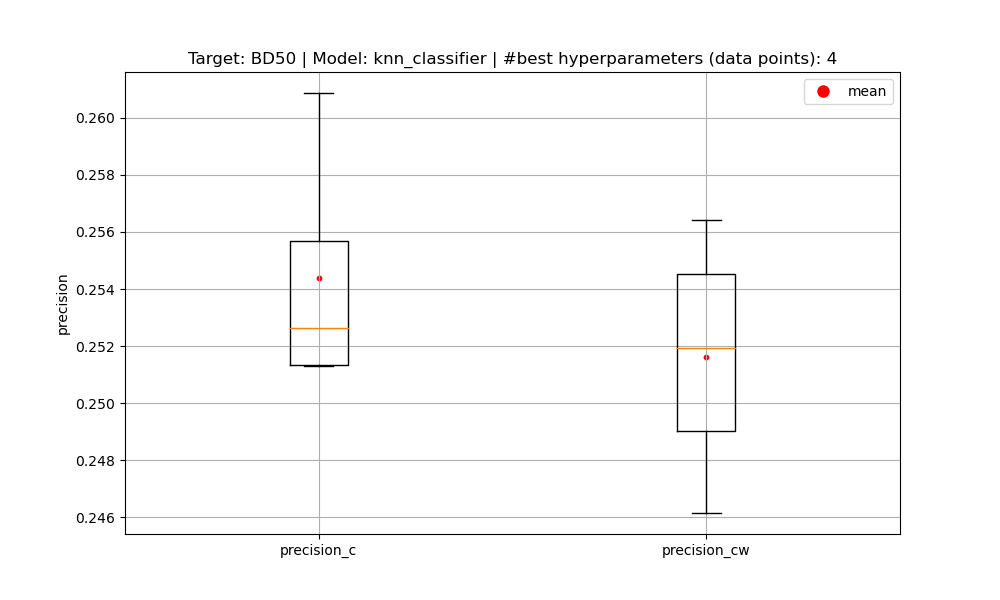 Target: BD50 | Model: knn_classifier | #best hyperparameters (data points): 4
mean
0.260
0.258
0.256
0.254
0.252
0.250
0.248
0.246
precision
precision_c
precision_cw